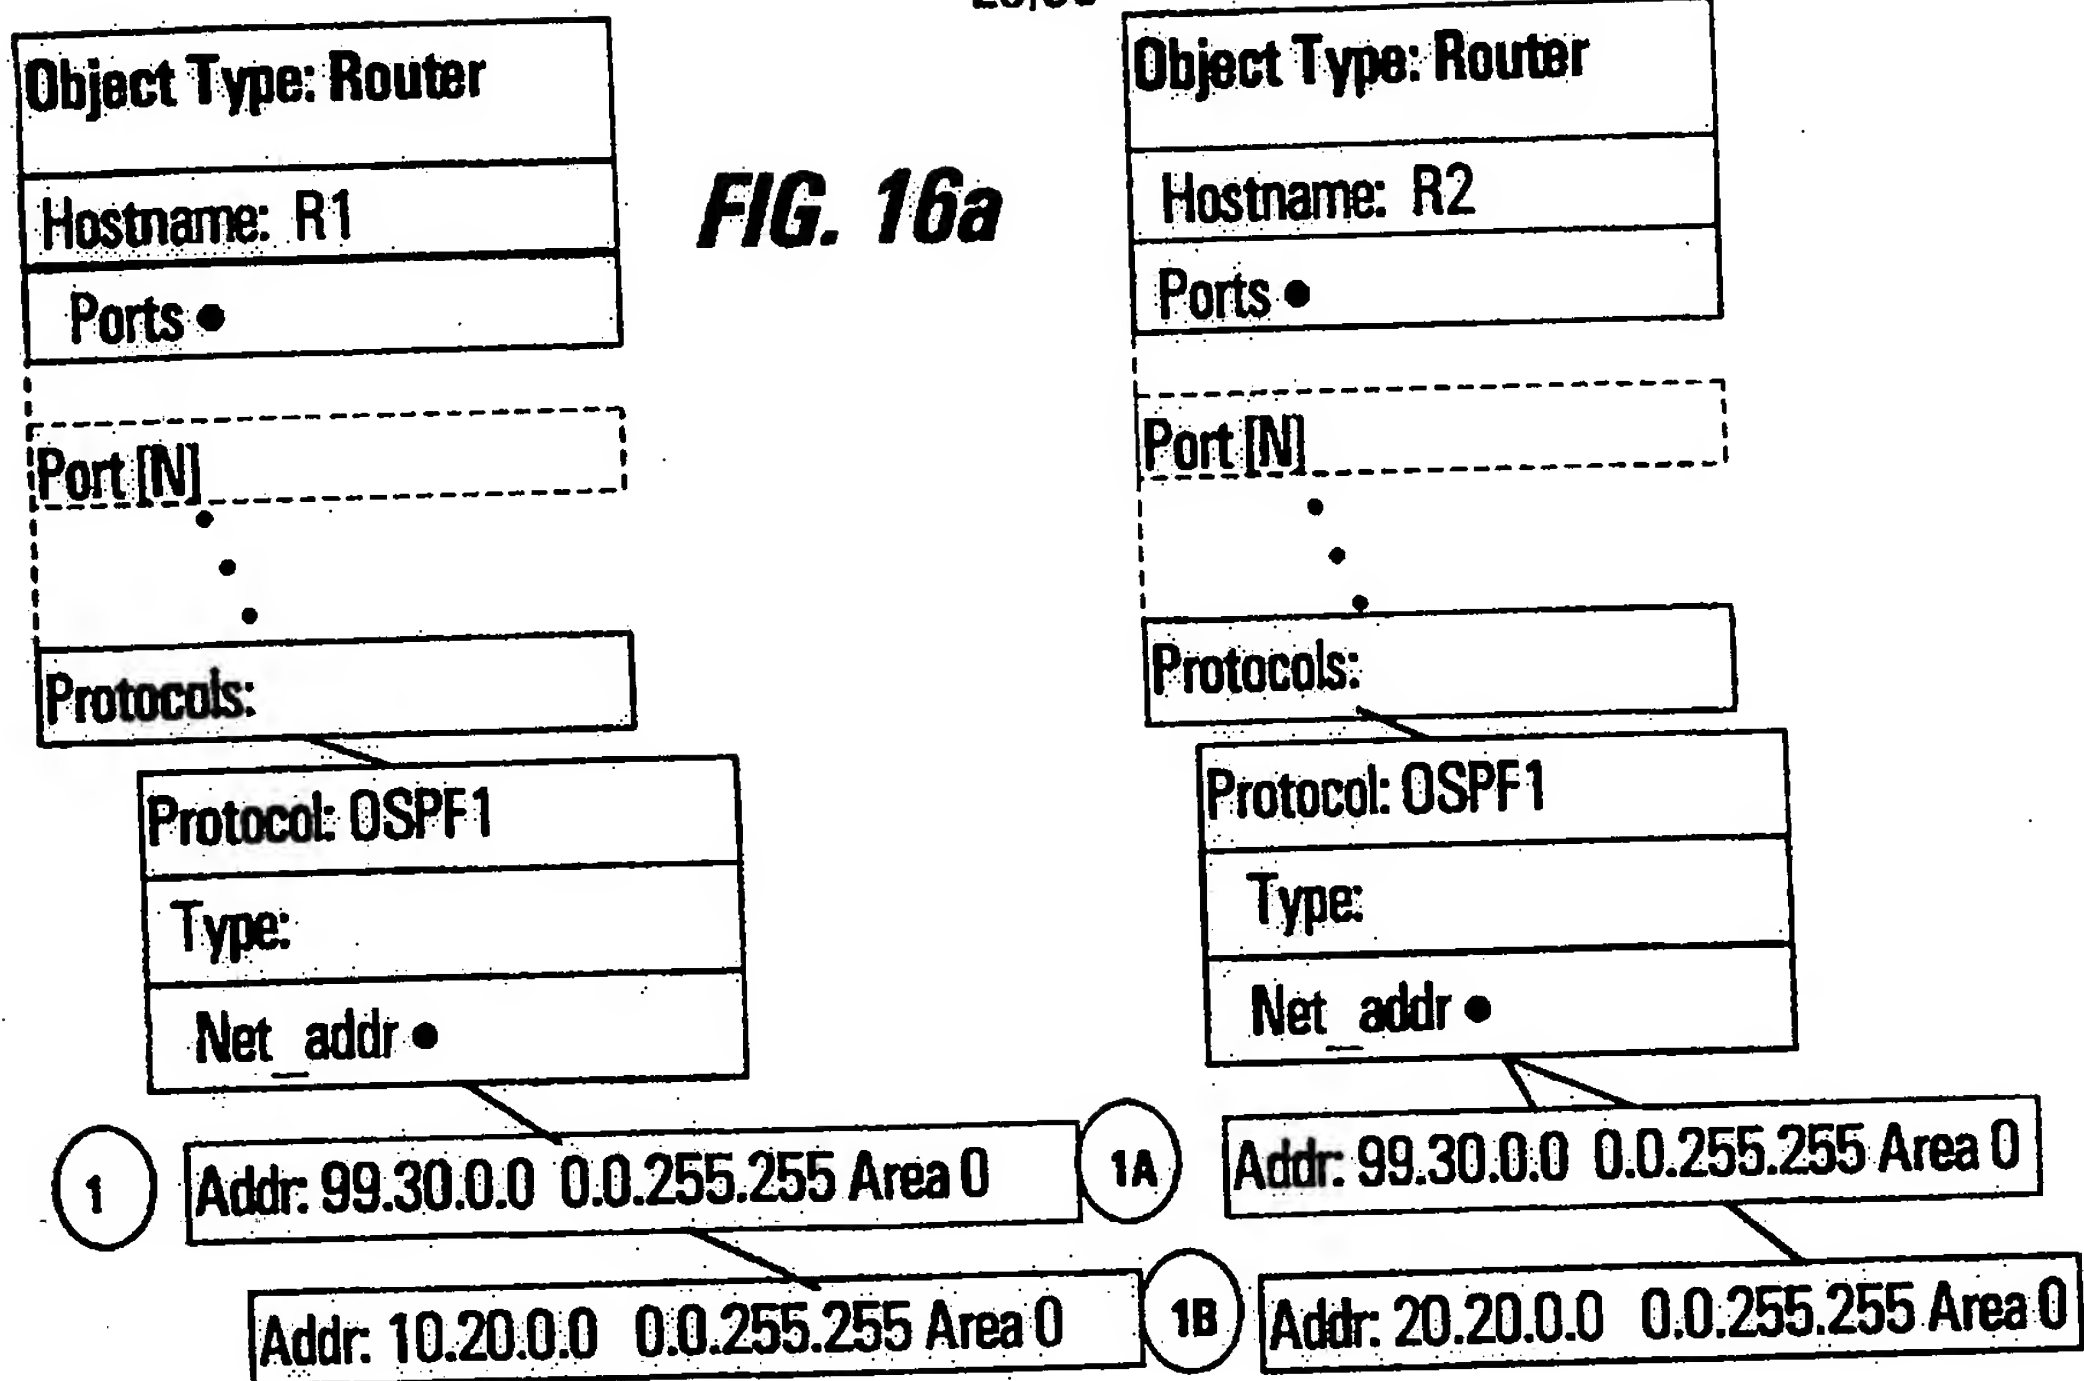 Object Type: Router
Hostname: R1
Ports
Port [N]
Protocols:
Protocol: OSPF1
Type:
Net_addr
1
Addr: 99.30.0.0 0.0.255.255 Area 0
Addr: 10.20.0.0 0.0.255.255 Area 0
FIG. 16a
Object Type: Router
Hostname: R2
Ports
Port [N]
Protocols:
Protocol: OSPF1
Type:
Net_addr
1A
Addr: 99.30.0.0 0.0.255.255 Area 0
1B
Addr: 20.20.0.0 0.0.255.255 Area 0